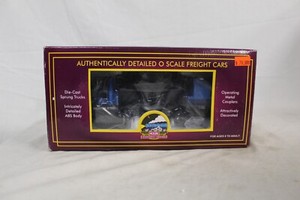 AUTHENTICALLY DETAILED O SCALE FREIGHT CARS
Die-Cast
Sprung Trucks
Intricately
Detailed
ABS Body
Operating
Metal
Couplers
Attractively
Decorated